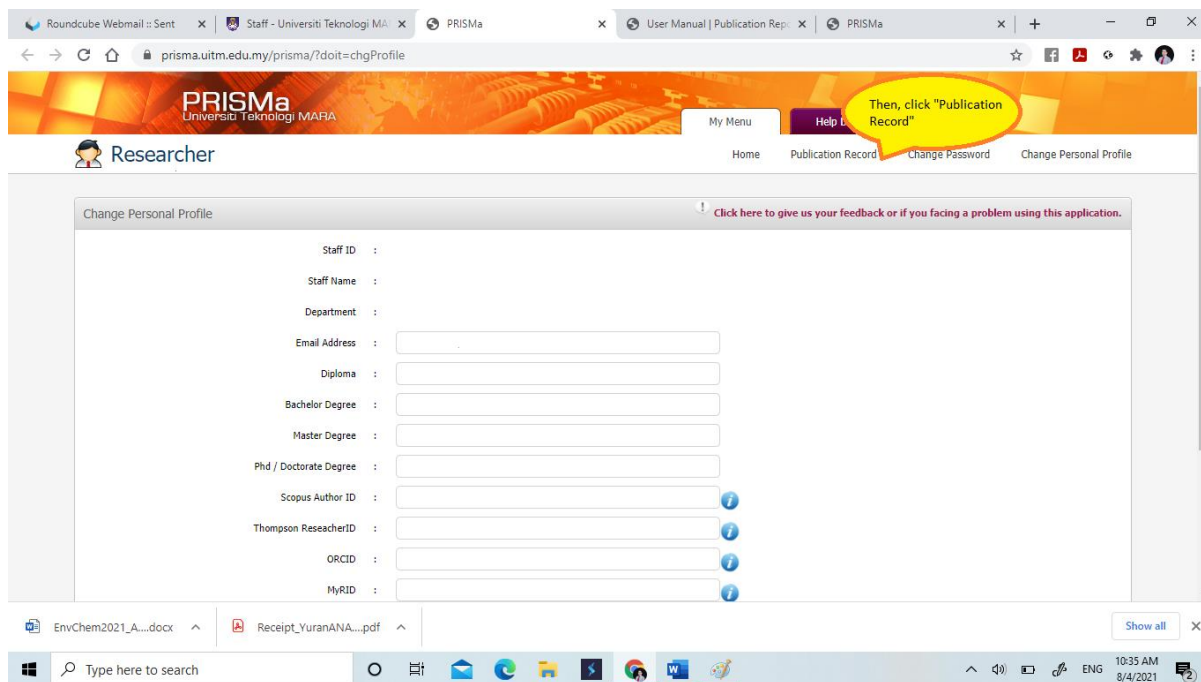 Roundcube Webmail :: Sent
Staff - Universiti Teknologi MA
PRISMa
User Manual | Publication Repo
PRISMa
prisma.uitm.edu.my/prisma/?doit=chgProfile
PRISMa
Universiti Teknologi MARA
My Menu
Help D
Then, click "Publication
Record"
Researcher
Home Publication Record Change Password Change Personal Profile
Change Personal Profile
! Click here to give us your feedback or if you facing a problem using this application.
Staff ID :
Staff Name :
Department :
Email Address :
Diploma :
Bachelor Degree :
Master Degree :
Phd / Doctorate Degree :
Scopus Author ID :
Thompson ReseacherID :
ORCID :
MyRID :
EnvChem2021_A....docx
Receipt_YuranANA....pdf
Show all
Type here to search
ENG
10:35 AM
8/4/2021
2